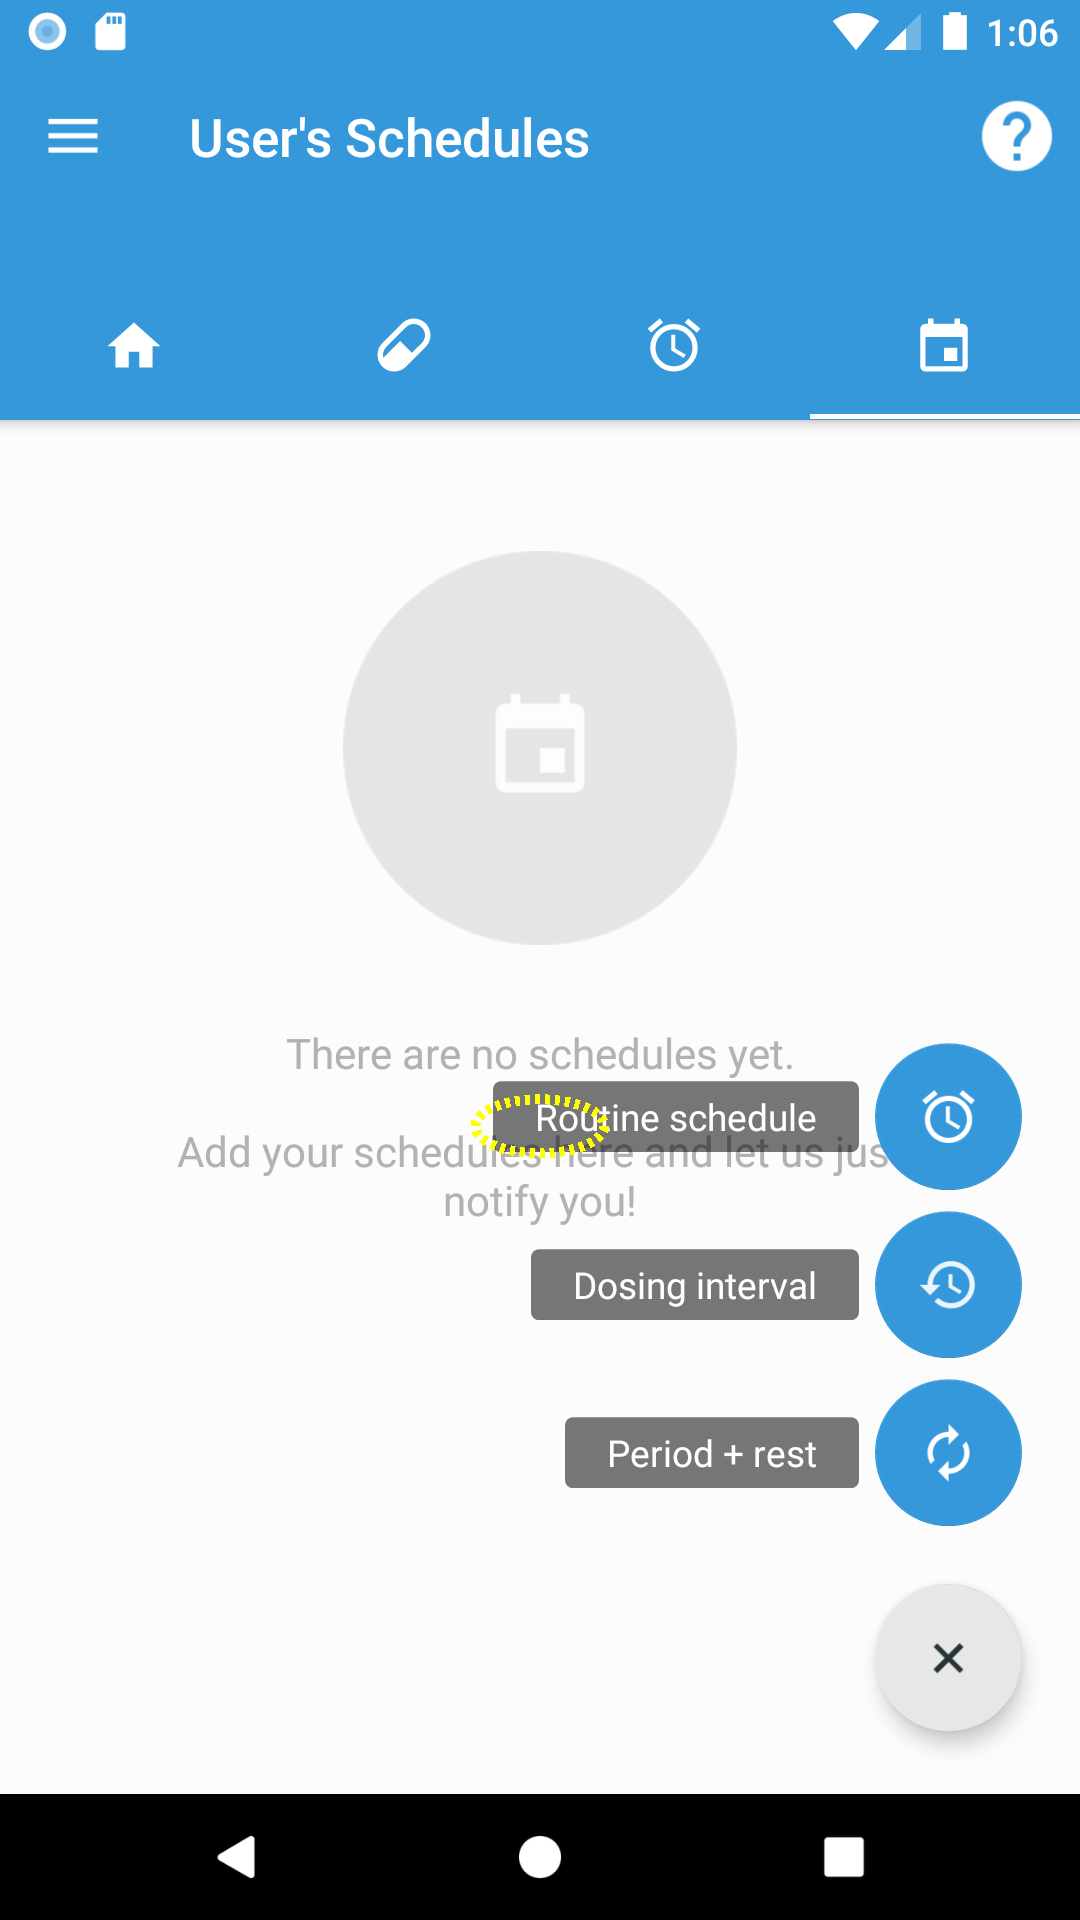 1:06
User's Schedules
There are no schedules yet.
Routine schedule
Add your schedules here and let us jus
notify you!
Dosing interval
Period + rest